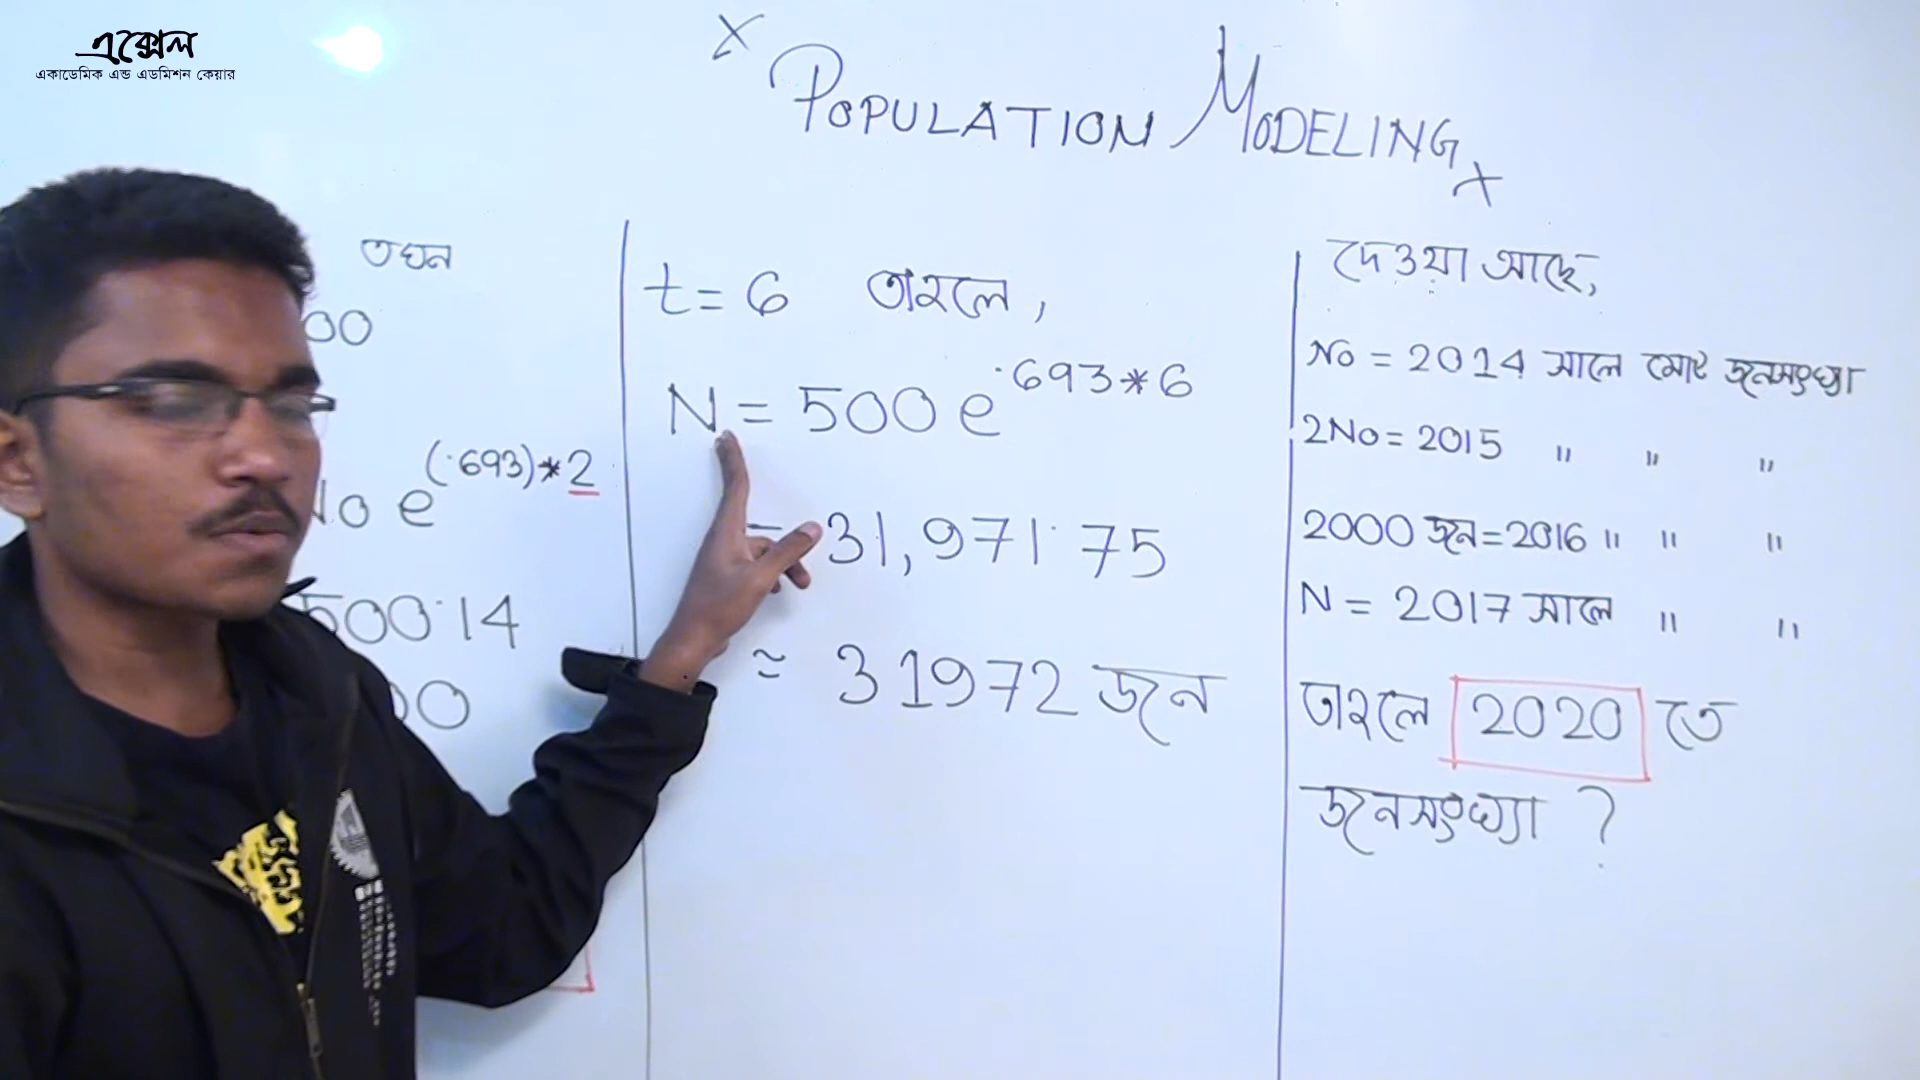 এক্সেল
একাডেমিক এন্ড এডমিশন কেয়ার
x POPULATION MODELING x
তখন
00
No e^(.693)*2
500.14
00
t = 6 তাহলে,
N = 500 e^.693*6
= 31,971.75
≈ 31972 জন
দেওয়া আছে,
No = 2014 সালে মোট জনসংখ্যা
2No = 2015 " " "
2000 জন = 2016 " " "
N = 2017 সালে " "
তাহলে 2020 তে
জনসংখ্যা ?